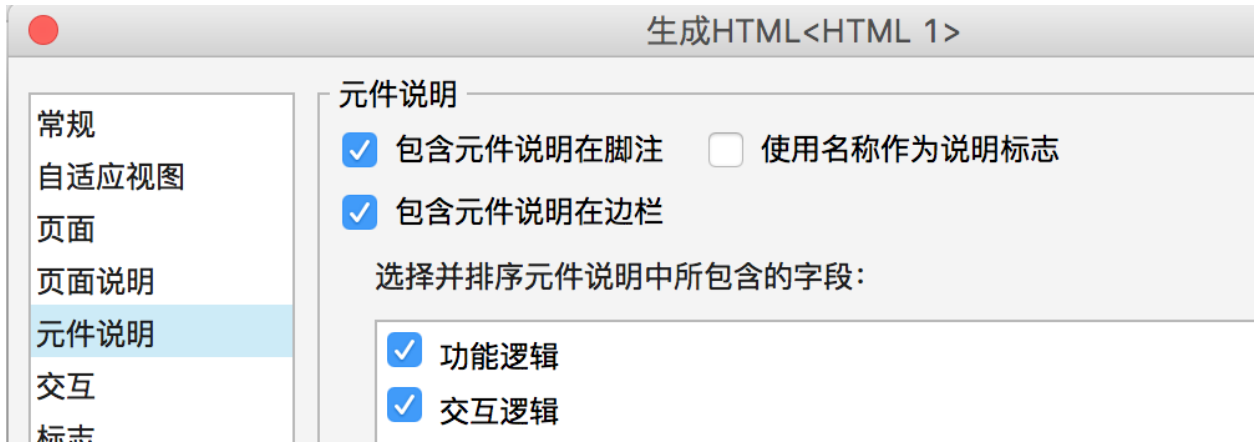 生成HTML<HTML 1>
常规
自适应视图
页面
页面说明
元件说明
交互
标志
元件说明
包含元件说明在脚注 使用名称作为说明标志
包含元件说明在边栏
选择并排序元件说明中所包含的字段：
功能逻辑
交互逻辑